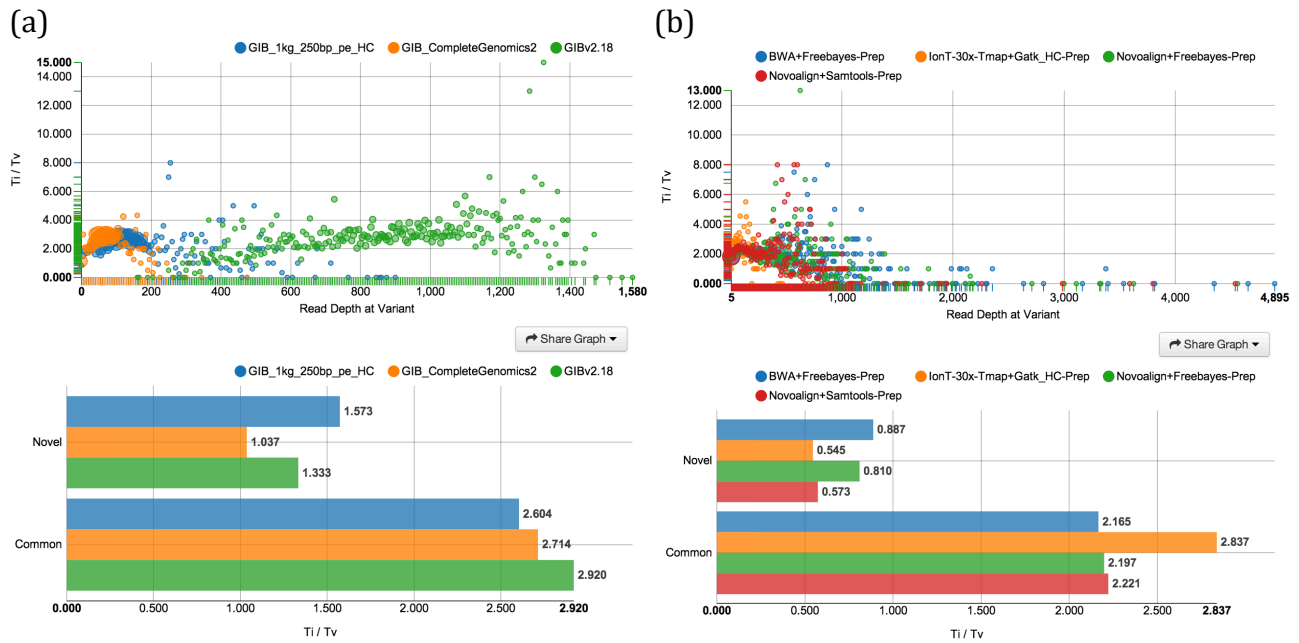 (a)
GIB_1kg_250bp_pe_HC GIB_CompleteGenomics2 GIBv2.18
15.000
14.000
12.000
10.000
8.000
6.000
4.000
2.000
0.000
Ti / Tv
0 200 400 600 800 1,000 1,200 1,400 1,580
Read Depth at Variant
Share Graph
GIB_1kg_250bp_pe_HC GIB_CompleteGenomics2 GIBv2.18
Novel
1.573
1.037
1.333
Common
2.604
2.714
2.920
0.000 0.500 1.000 1.500 2.000 2.500 2.920
Ti / Tv
(b)
BWA+Freebayes-Prep IonT-30x-Tmap+Gatk_HC-Prep Novoalign+Freebayes-Prep
Novoalign+Samtools-Prep
13.000
12.000
10.000
8.000
6.000
4.000
2.000
0.000
Ti / Tv
5 1,000 2,000 3,000 4,000 4,895
Read Depth at Variant
Share Graph
BWA+Freebayes-Prep IonT-30x-Tmap+Gatk_HC-Prep Novoalign+Freebayes-Prep
Novoalign+Samtools-Prep
Novel
0.887
0.545
0.810
0.573
Common
2.165
2.837
2.197
2.221
0.000 0.500 1.000 1.500 2.000 2.500 2.837
Ti / Tv